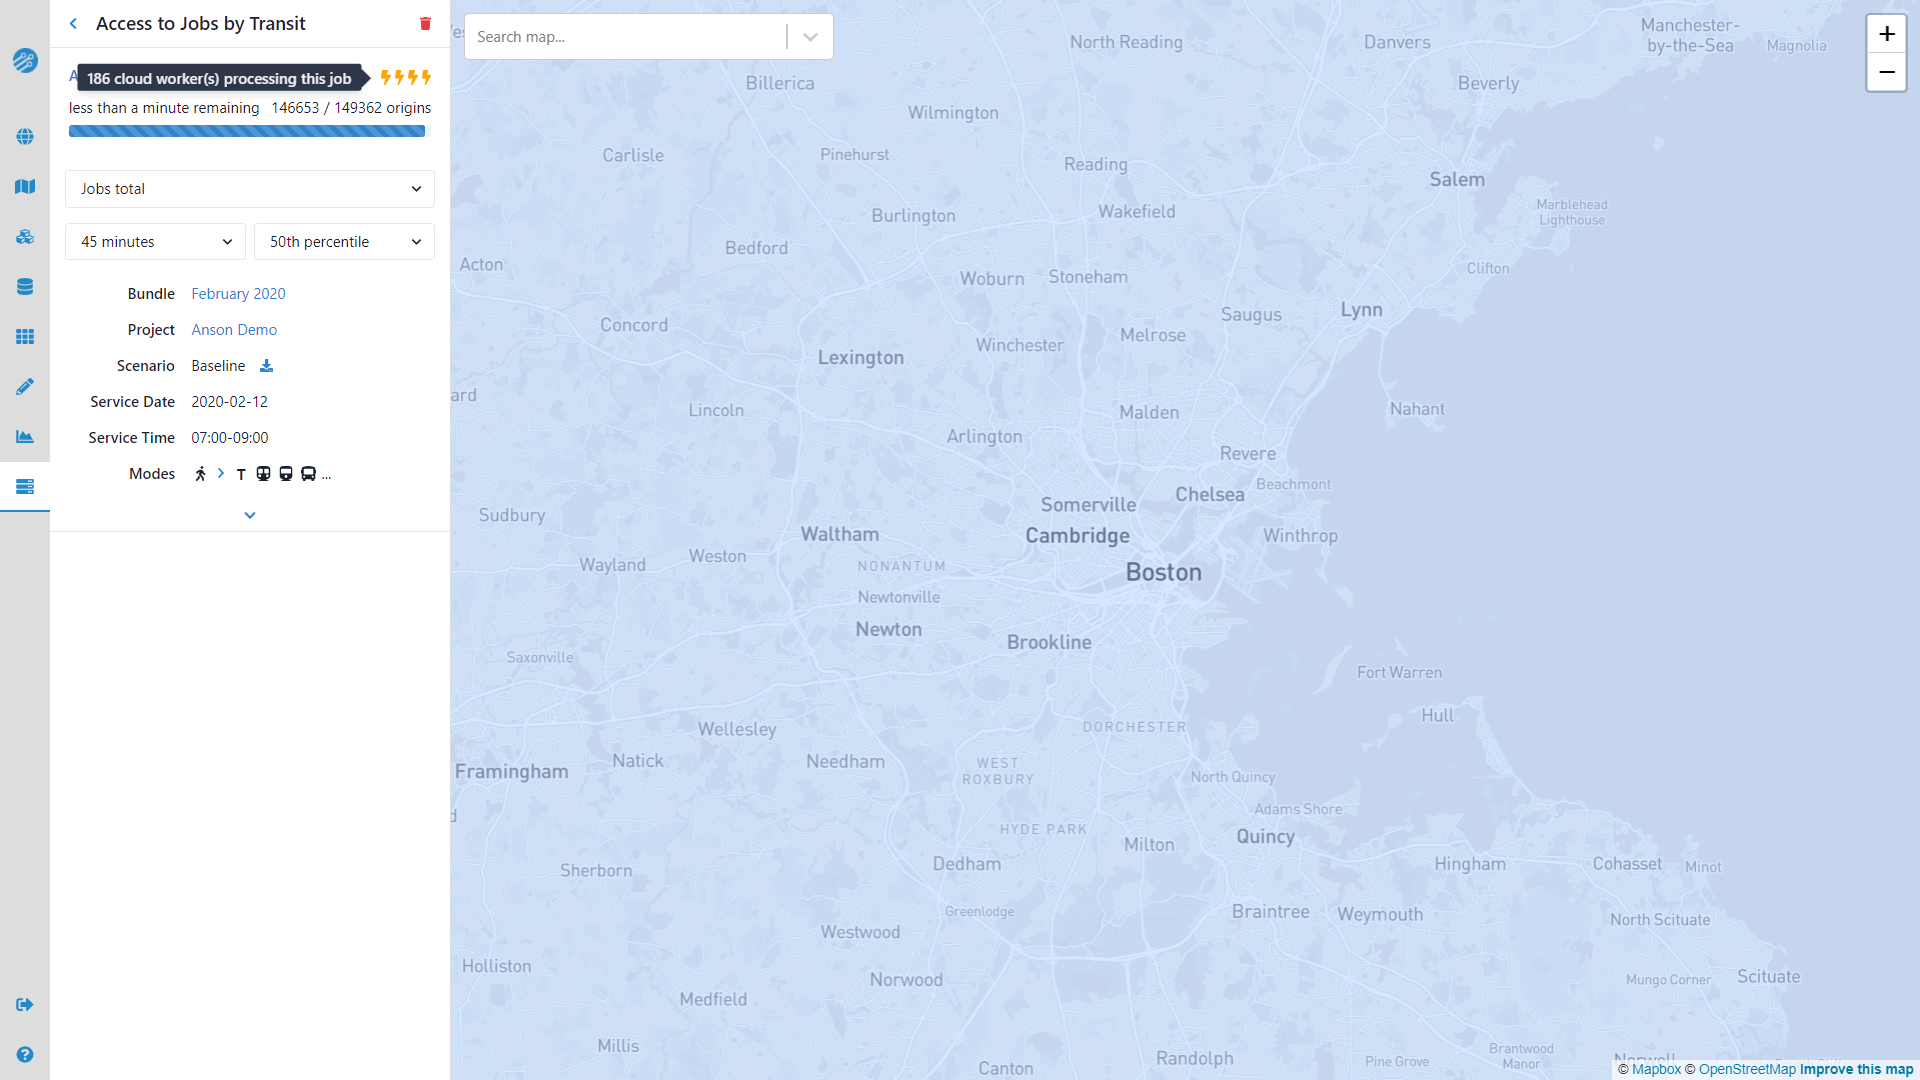 Access to Jobs by Transit
186 cloud worker(s) processing this job
less than a minute remaining 146653 / 149362 origins
Jobs total
45 minutes
50th percentile
Bundle February 2020
Project Anson Demo
Scenario Baseline
Service Date 2020-02-12
Service Time 07:00-09:00
Modes T ...
Search map...
+
−
North Reading
Danvers
Manchester-
by-the-Sea
Magnolia
Billerica
Beverly
Wilmington
Carlisle
Pinehurst
Reading
Salem
Marblehead
Lighthouse
Burlington
Wakefield
Bedford
Acton
Woburn
Stoneham
Clifton
Saugus
Lynn
Concord
Winchester
Melrose
Lexington
ard
Lincoln
Malden
Nahant
Arlington
Revere
Beachmont
Chelsea
Somerville
Sudbury
Waltham
Cambridge
Winthrop
Weston
Wayland
NONANTUM
Boston
Newtonville
Newton
Brookline
Saxonville
Fort Warren
Hull
DORCHESTER
Wellesley
Natick
Needham
WEST
ROXBURY
Framingham
North Quincy
Adams Shore
HYDE PARK
Quincy
Milton
Sherborn
Dedham
Hingham
Cohasset
Minot
Greenlodge
Braintree
Weymouth
North Scituate
Westwood
Holliston
Norwood
Mungo Corner
Scituate
Medfield
Millis
Canton
Randolph
Pine Grove
Brantwood
Manor
Norwell
© Mapbox © OpenStreetMap Improve this map